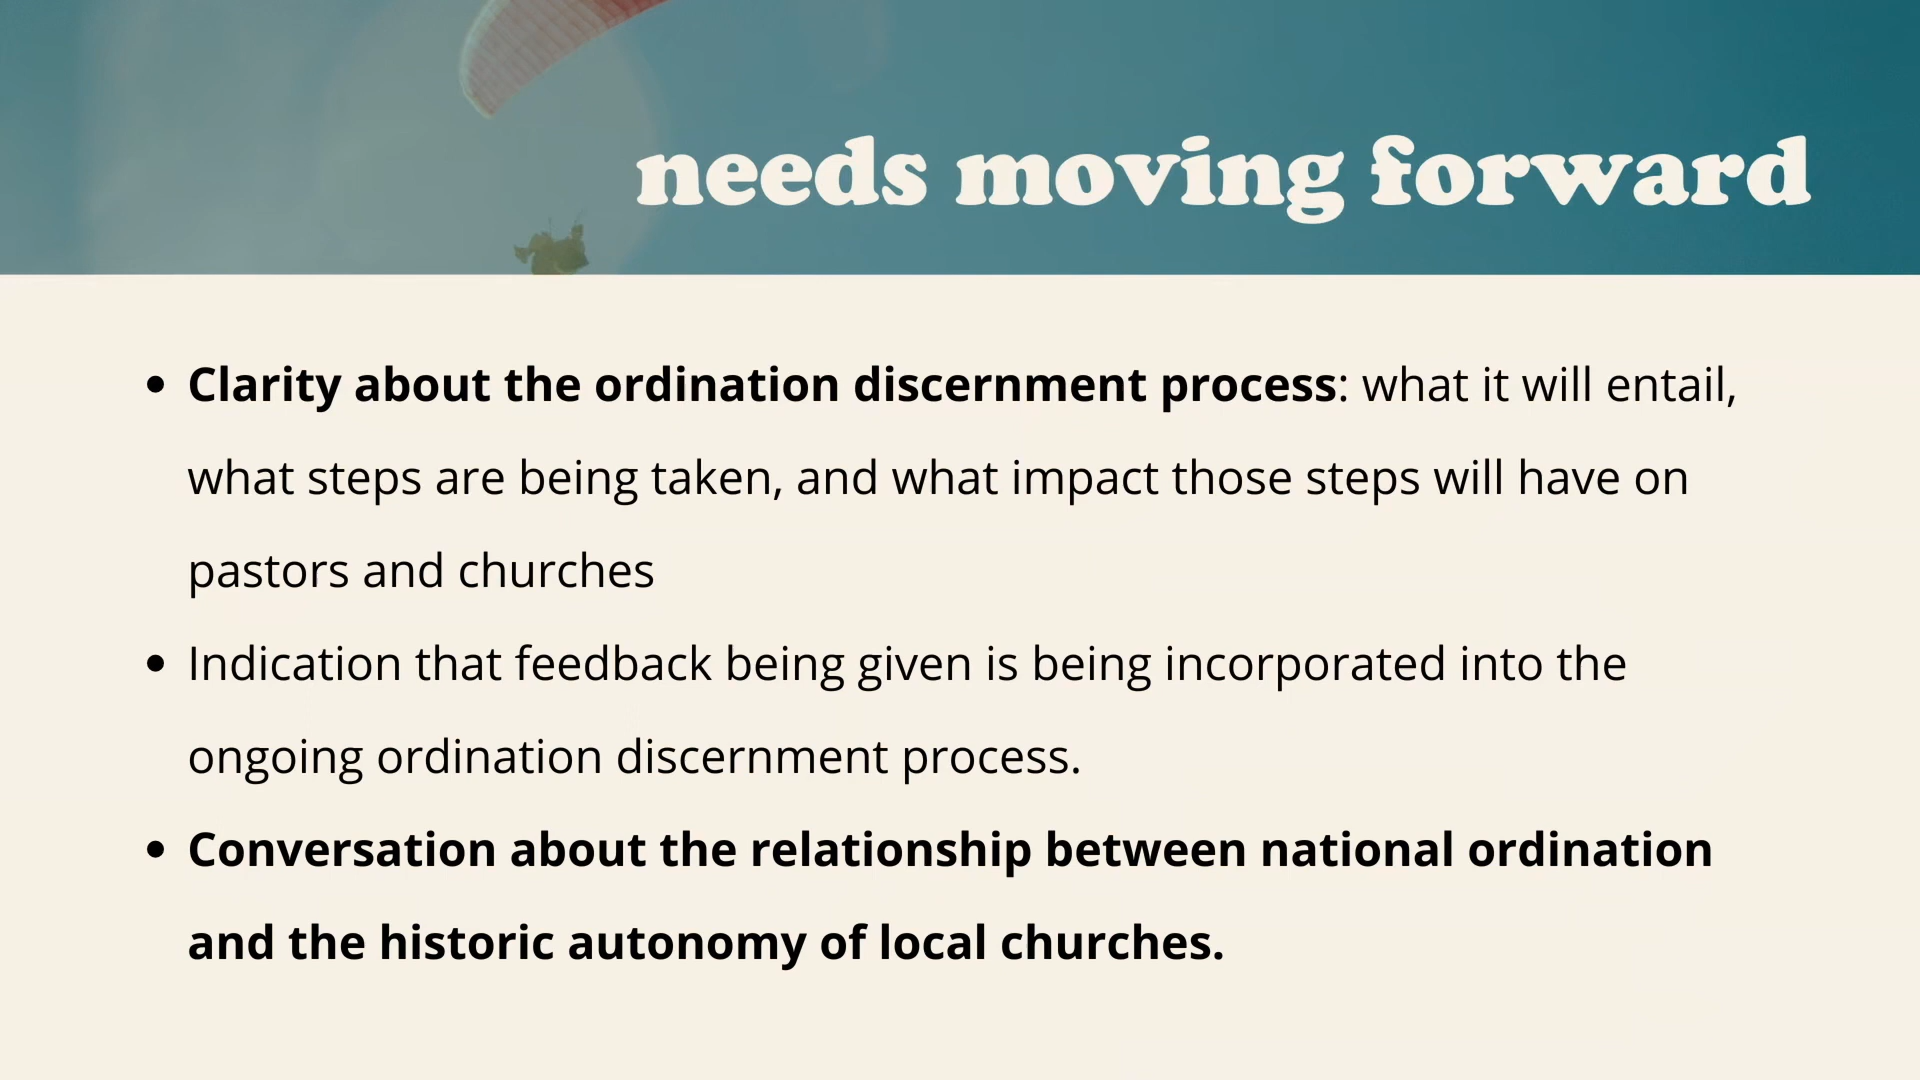 needs moving forward
• Clarity about the ordination discernment process: what it will entail,
what steps are being taken, and what impact those steps will have on
pastors and churches
• Indication that feedback being given is being incorporated into the
ongoing ordination discernment process.
• Conversation about the relationship between national ordination
and the historic autonomy of local churches.